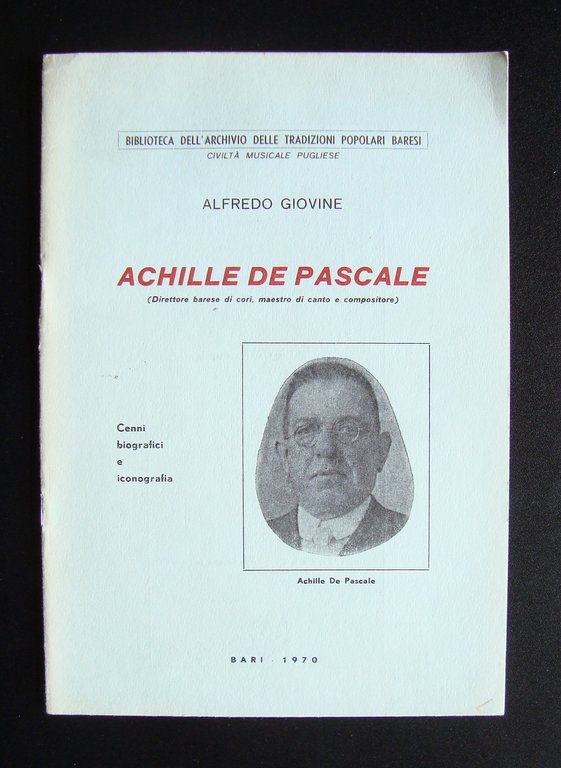 BIBLIOTECA DELL'ARCHIVIO DELLE TRADIZIONI POPOLARI BARESI
CIVILTÀ MUSICALE PUGLIESE
ALFREDO GIOVINE
ACHILLE DE PASCALE
(Direttore barese di cori, maestro di canto e compositore)
Cenni
biografici
e
iconografia
Achille De Pascale
BARI - 1970